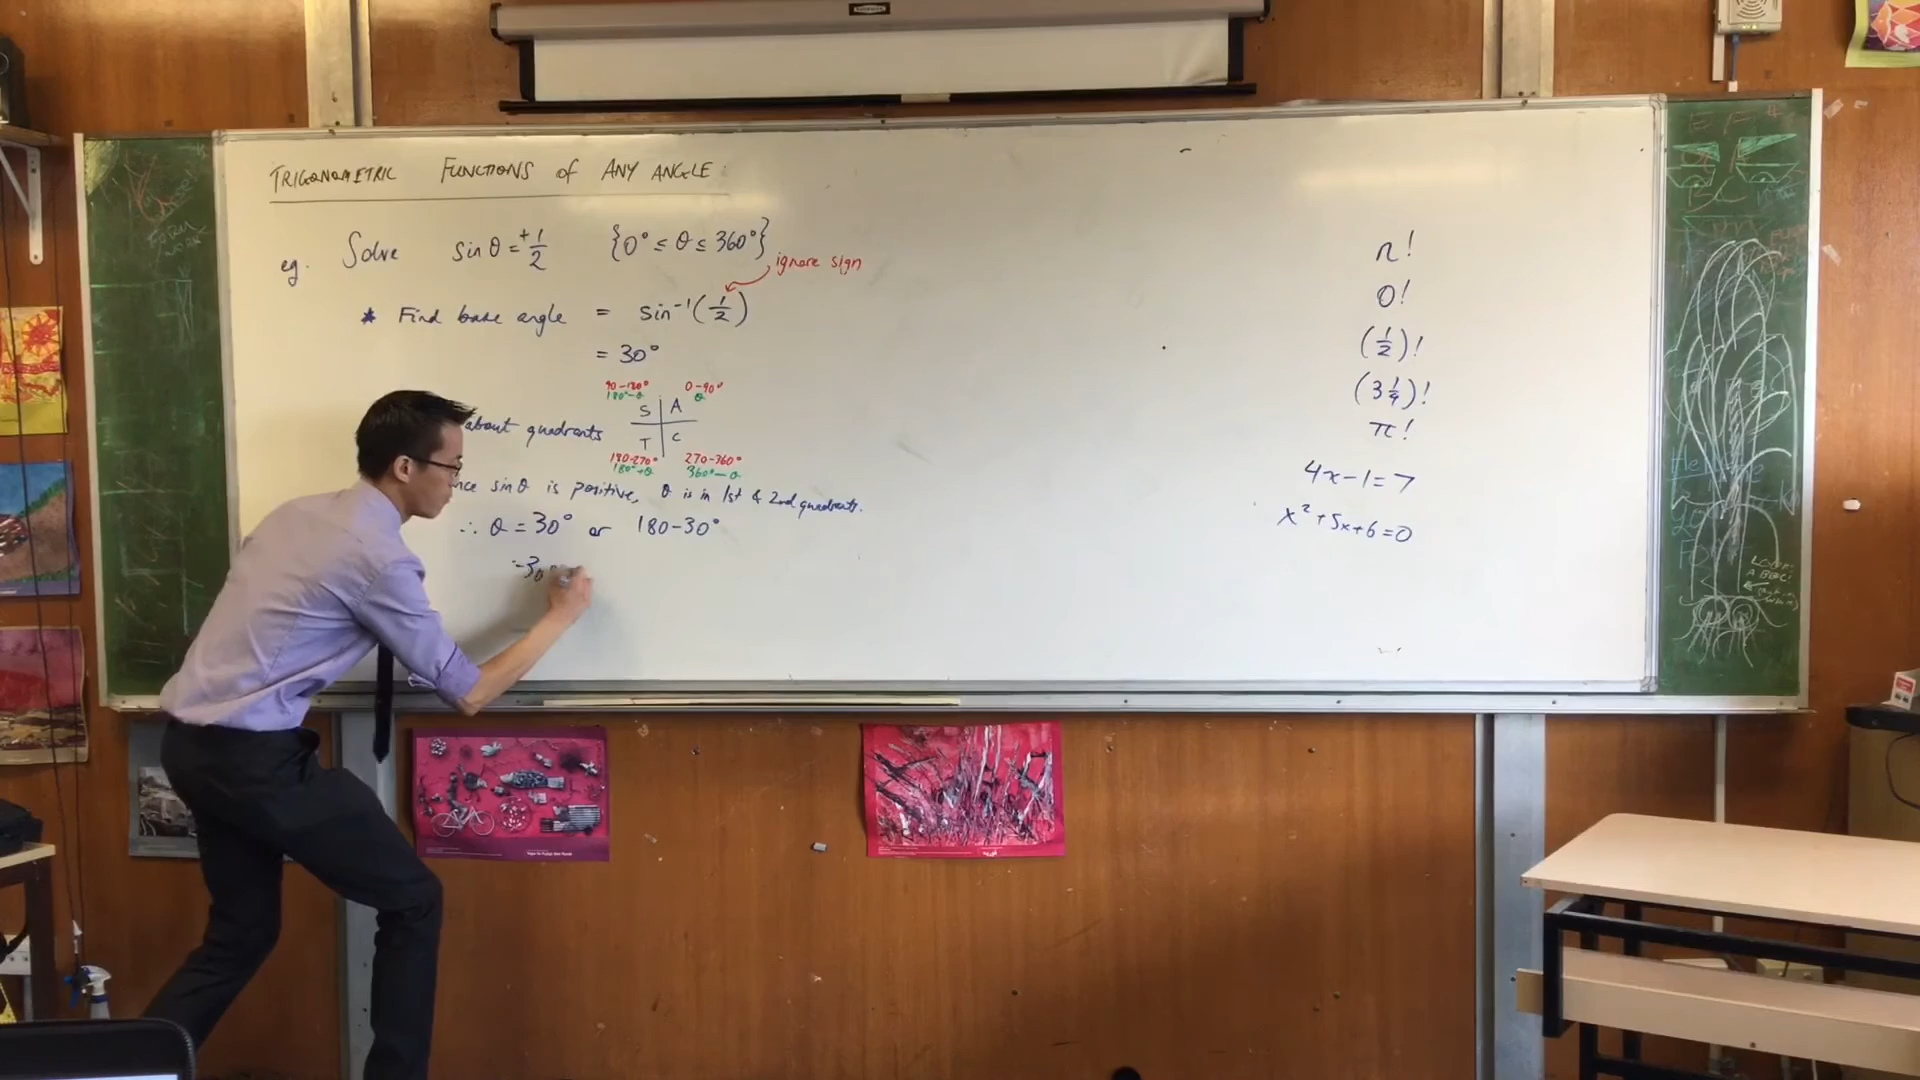 TRIGONOMETRIC FUNCTIONS of ANY ANGLE
eg. Solve sin θ = +1/2 {0° ≤ θ ≤ 360°}
ignore sign
* Find base angle = sin⁻¹(1/2)
= 30°
90-180° 0-90°
180°-θ θ
S A
about quadrants
T C
180-270° 270-360°
180°+θ 360°-θ
sin θ is positive, θ is in 1st & 2nd quadrants.
∴ θ = 30° or 180-30°
=30°
n!
0!
(1/2)!
(3 1/4)!
π!
4x-1=7
x²+5x+6=0